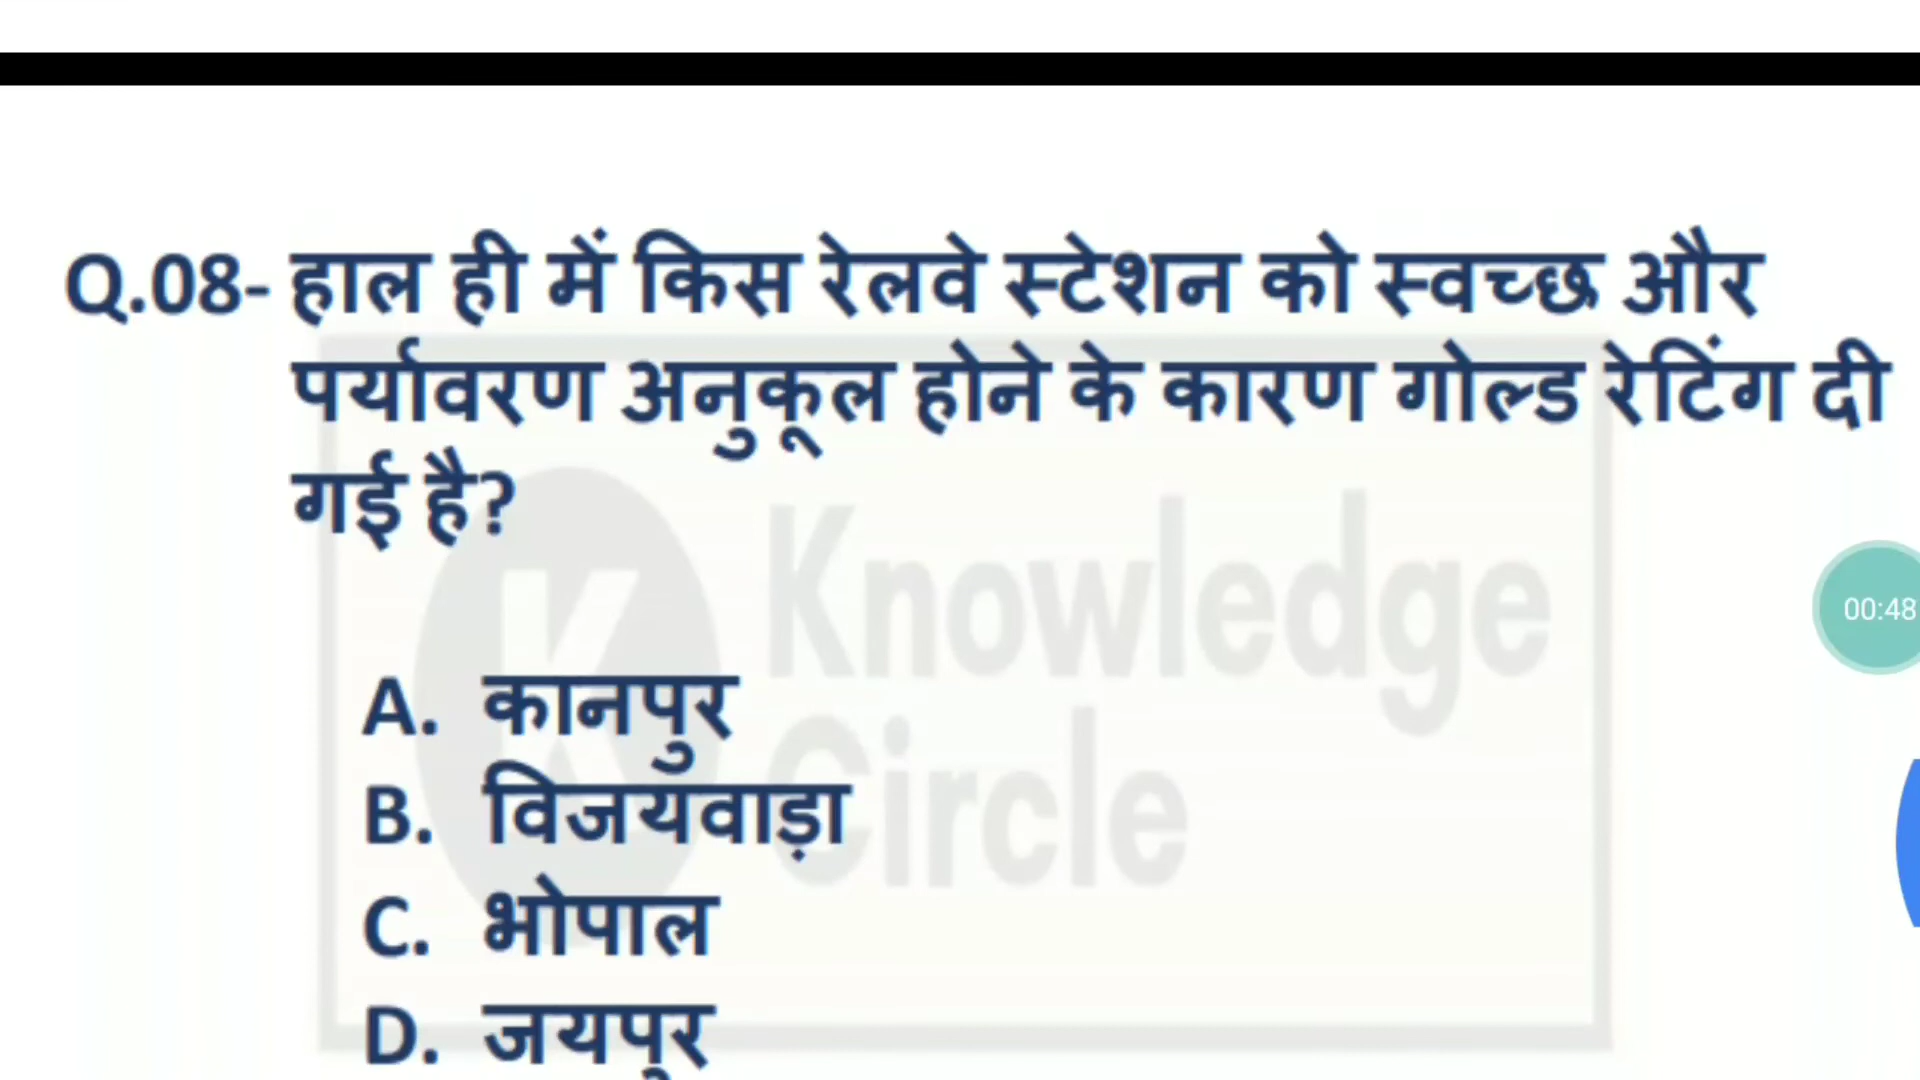 Q.08- हाल ही में किस रेलवे स्टेशन को स्वच्छ और
पर्यावरण अनुकूल होने के कारण गोल्ड रेटिंग दी
गई है?
Knowledge
Circle
00:48
A. कानपुर
B. विजयवाड़ा
C. भोपाल
D. जयपुर